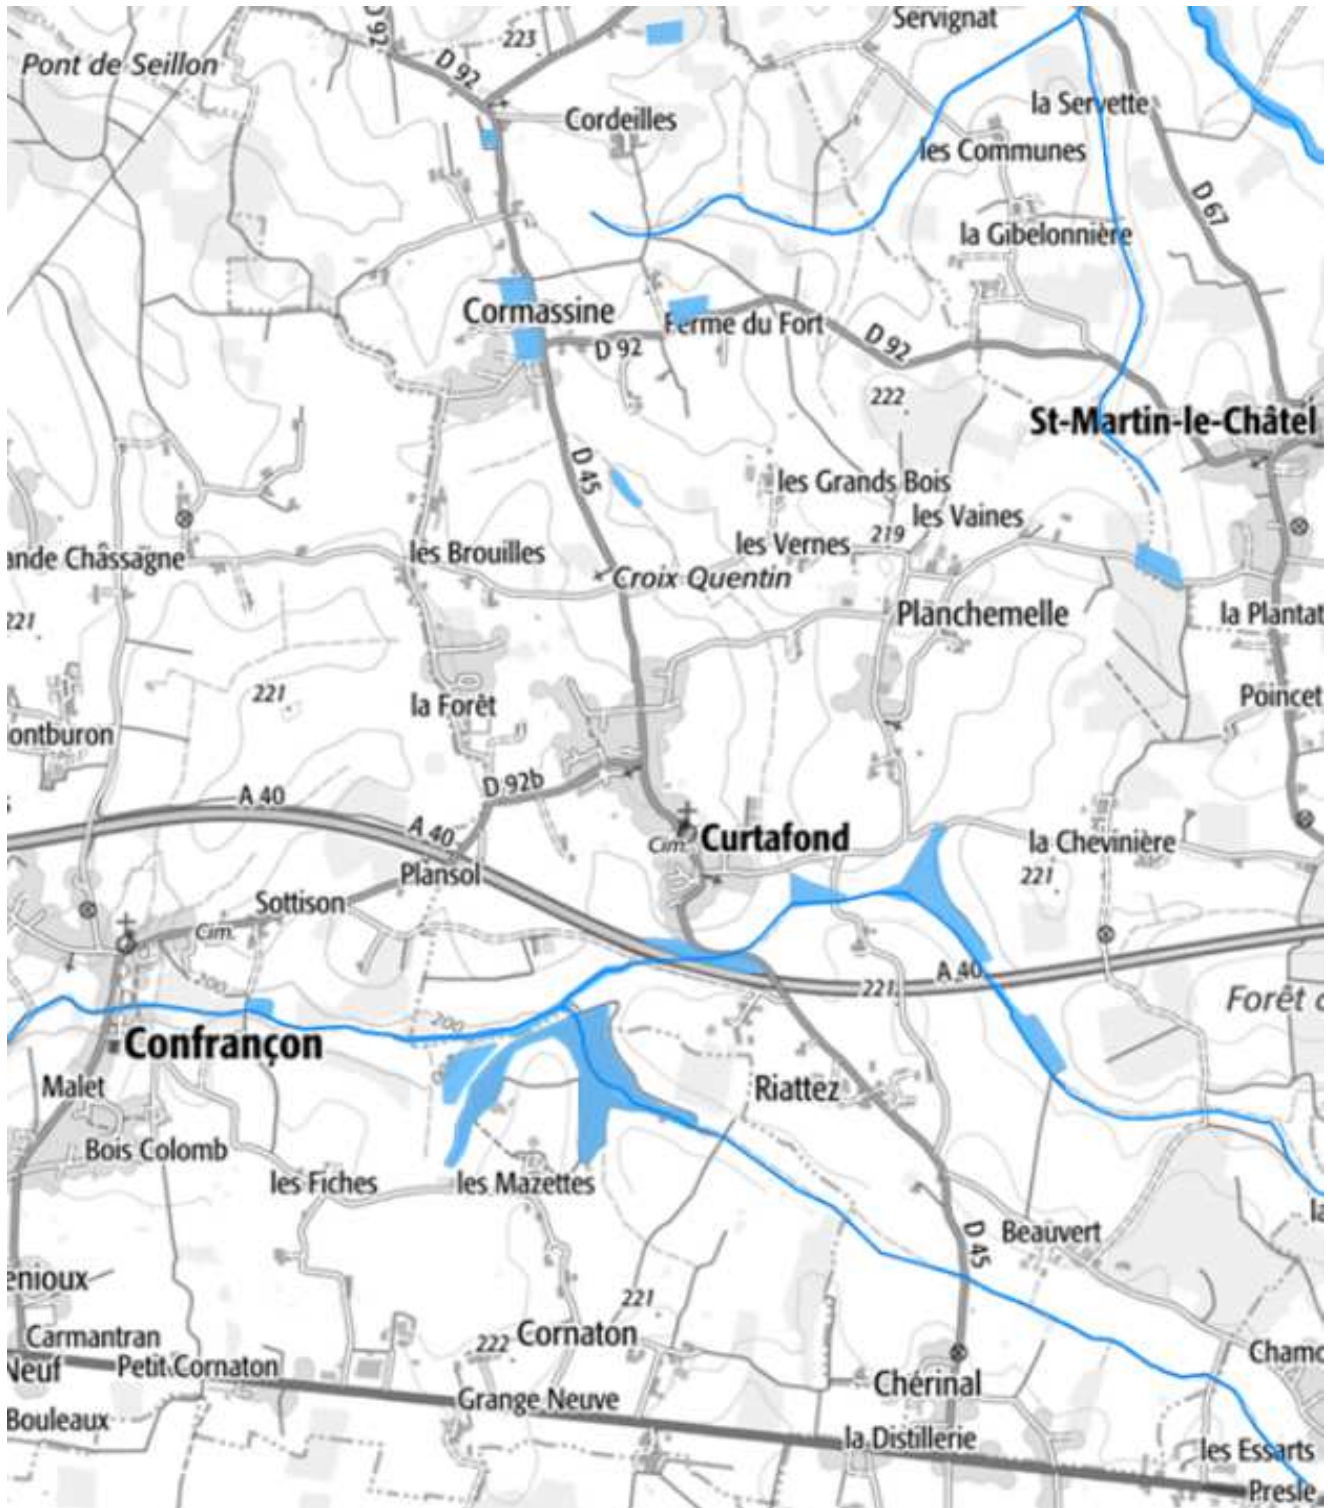 Servignat
D 92
223
D 92
Pont de Seillon
la Servette
Cordeilles
les Communes
D 67
la Gibelonnière
Cormassine
Ferme du Fort
D 92
D 92
222
St-Martin-le-Châtel
D 45
les Grands Bois
les Vaines
219
les Vernes
les Brouilles
ande Chassagne
Croix Quentin
Planchemelle
la Plantat
221
221
la Forêt
Poincet
ontburon
D 92b
A 40
A 40
Cim.
Curtafond
la Chevinière
Plansol
221
Sottison
Cim.
A 40
200
221
Forêt d
200
Confrançon
Malet
Riattez
Bois Colomb
les Fiches
les Mazettes
la
Beauvert
D 45
enioux
221
Carmantran
222
Cornaton
Chamo
Neuf
Petit Cornaton
Chérinal
Grange Neuve
Bouleaux
la Distillerie
les Essarts
Presle